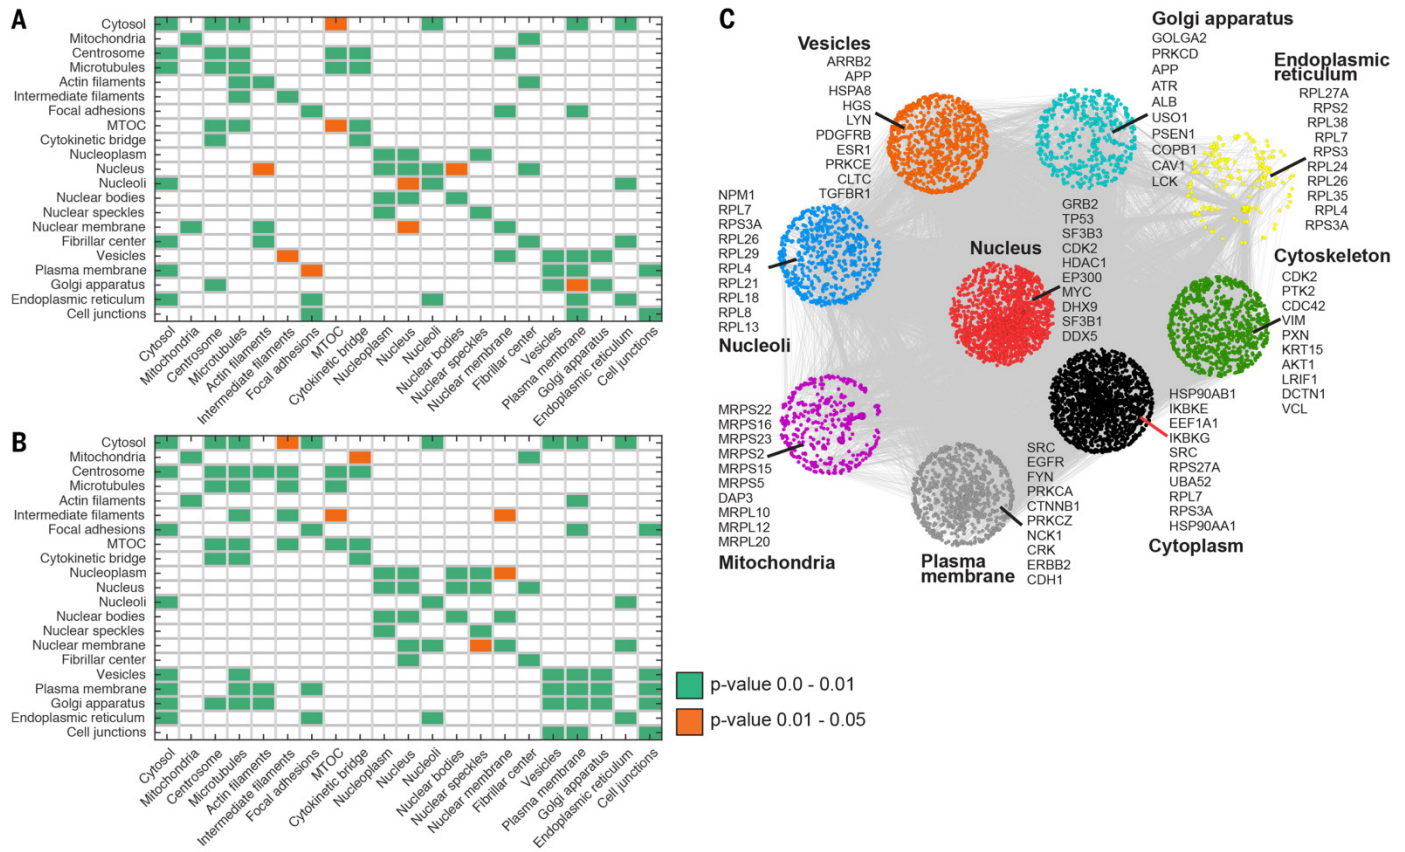 A
Cytosol
Mitochondria
Centrosome
Microtubules
Actin filaments
Intermediate filaments
Focal adhesions
MTOC
Cytokinetic bridge
Nucleoplasm
Nucleus
Nucleoli
Nuclear bodies
Nuclear speckles
Nuclear membrane
Fibrillar center
Vesicles
Plasma membrane
Golgi apparatus
Endoplasmic reticulum
Cell junctions
Cytosol
Mitochondria
Centrosome
Microtubules
Actin filaments
Intermediate filaments
Focal adhesions
MTOC
Cytokinetic bridge
Nucleoplasm
Nucleus
Nucleoli
Nuclear bodies
Nuclear speckles
Nuclear membrane
Fibrillar center
Vesicles
Plasma membrane
Golgi apparatus
Endoplasmic reticulum
Cell junctions
B
Cytosol
Mitochondria
Centrosome
Microtubules
Actin filaments
Intermediate filaments
Focal adhesions
MTOC
Cytokinetic bridge
Nucleoplasm
Nucleus
Nucleoli
Nuclear bodies
Nuclear speckles
Nuclear membrane
Fibrillar center
Vesicles
Plasma membrane
Golgi apparatus
Endoplasmic reticulum
Cell junctions
Cytosol
Mitochondria
Centrosome
Microtubules
Actin filaments
Intermediate filaments
Focal adhesions
MTOC
Cytokinetic bridge
Nucleoplasm
Nucleus
Nucleoli
Nuclear bodies
Nuclear speckles
Nuclear membrane
Fibrillar center
Vesicles
Plasma membrane
Golgi apparatus
Endoplasmic reticulum
Cell junctions
p-value 0.0 - 0.01
p-value 0.01 - 0.05
C
Vesicles
ARRB2
APP
HSPA8
HGS
LYN
PDGFRB
ESR1
PRKCE
CLTC
TGFBR1
Golgi apparatus
GOLGA2
PRKCD
APP
ATR
ALB
USO1
PSEN1
COPB1
CAV1
LCK
Endoplasmic
reticulum
RPL27A
RPS2
RPL38
RPL7
RPS3
RPL24
RPL26
RPL35
RPL4
RPS3A
NPM1
RPL7
RPS3A
RPL26
RPL29
RPL4
RPL21
RPL18
RPL8
RPL13
Nucleoli
Nucleus
GRB2
TP53
SF3B3
CDK2
HDAC1
EP300
MYC
DHX9
SF3B1
DDX5
Cytoskeleton
CDK2
PTK2
CDC42
VIM
PXN
KRT15
AKT1
LRIF1
DCTN1
VCL
MRPS22
MRPS16
MRPS23
MRPS2
MRPS15
MRPS5
DAP3
MRPL10
MRPL12
MRPL20
Mitochondria
Plasma
membrane
SRC
EGFR
FYN
PRKCA
CTNNB1
PRKCZ
NCK1
CRK
ERBB2
CDH1
HSP90AB1
IKBKE
EEF1A1
IKBKG
SRC
RPS27A
UBA52
RPL7
RPS3A
HSP90AA1
Cytoplasm